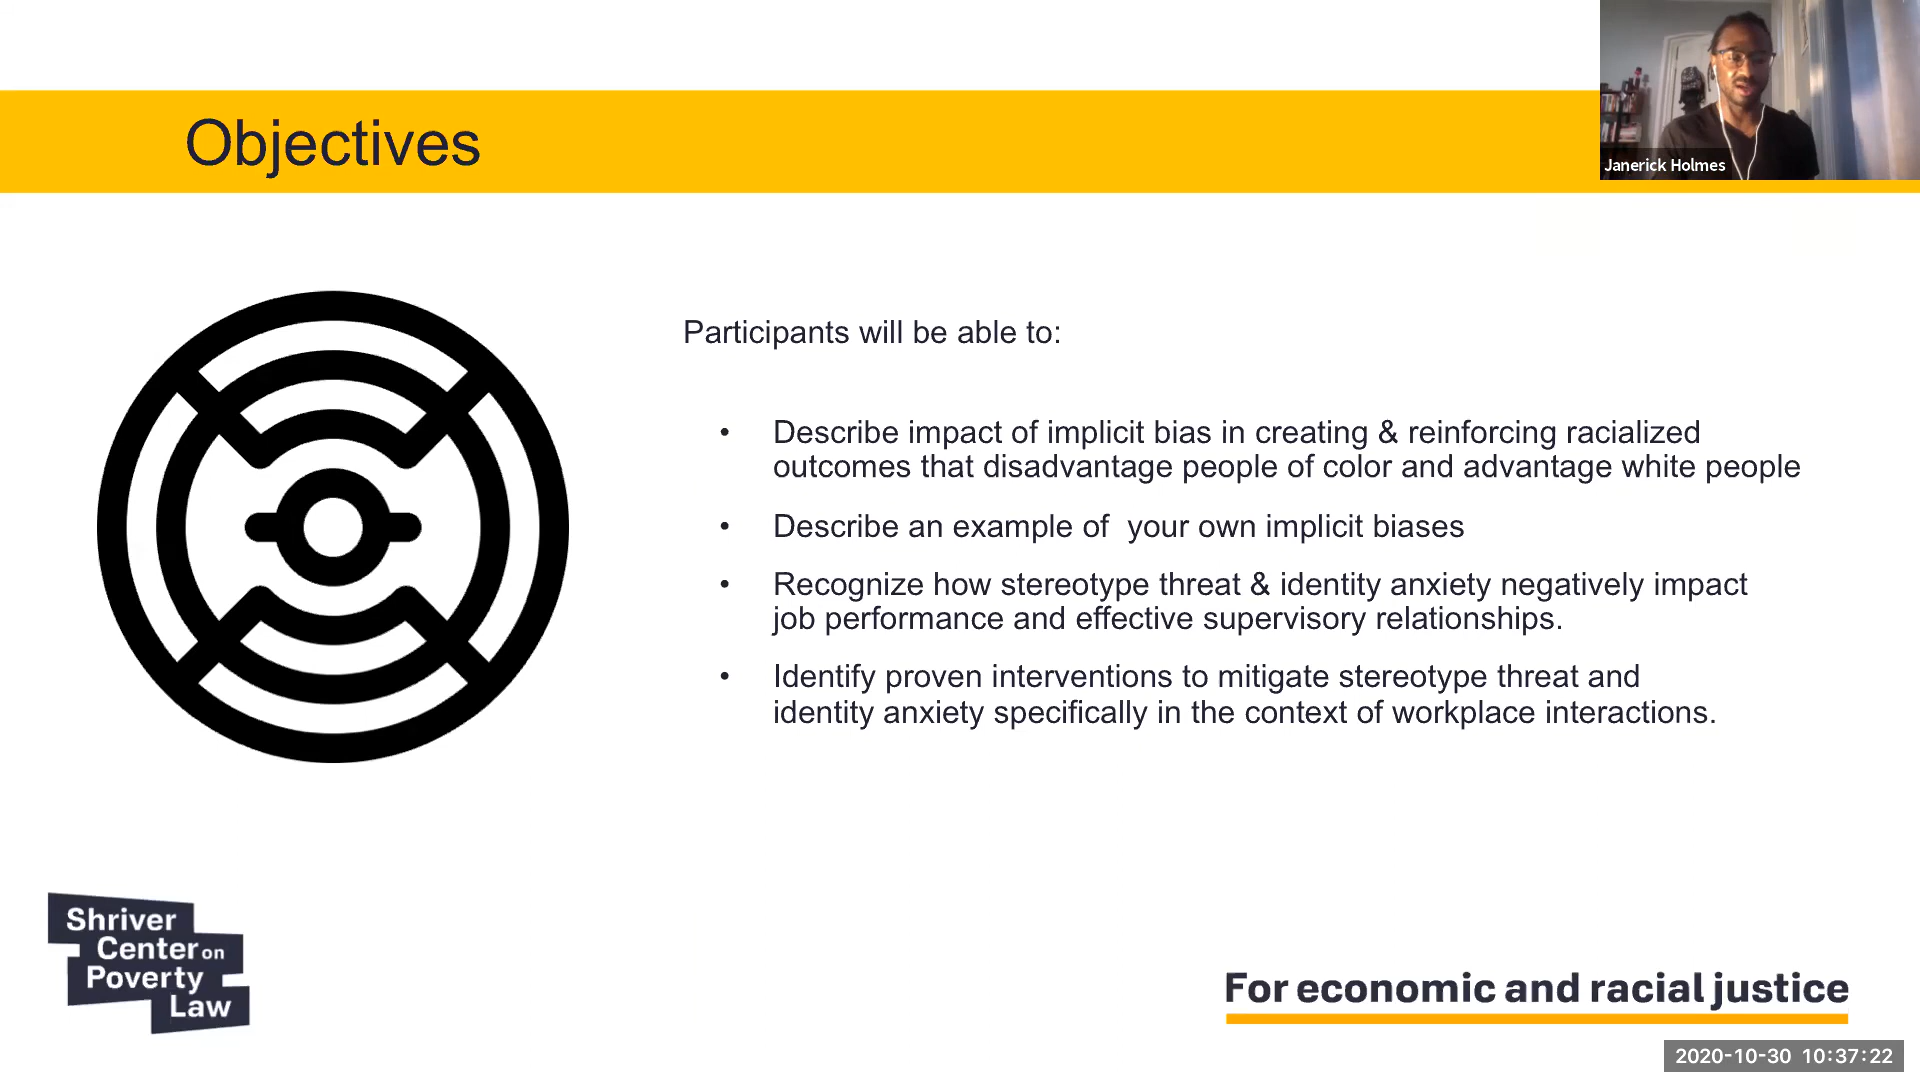 Objectives
Janerick Holmes
Participants will be able to:
• Describe impact of implicit bias in creating & reinforcing racialized
outcomes that disadvantage people of color and advantage white people
• Describe an example of  your own implicit biases
• Recognize how stereotype threat & identity anxiety negatively impact
job performance and effective supervisory relationships.
• Identify proven interventions to mitigate stereotype threat and
identity anxiety specifically in the context of workplace interactions.
Shriver
Center on
Poverty
Law
For economic and racial justice
2020-10-30 10:37:22